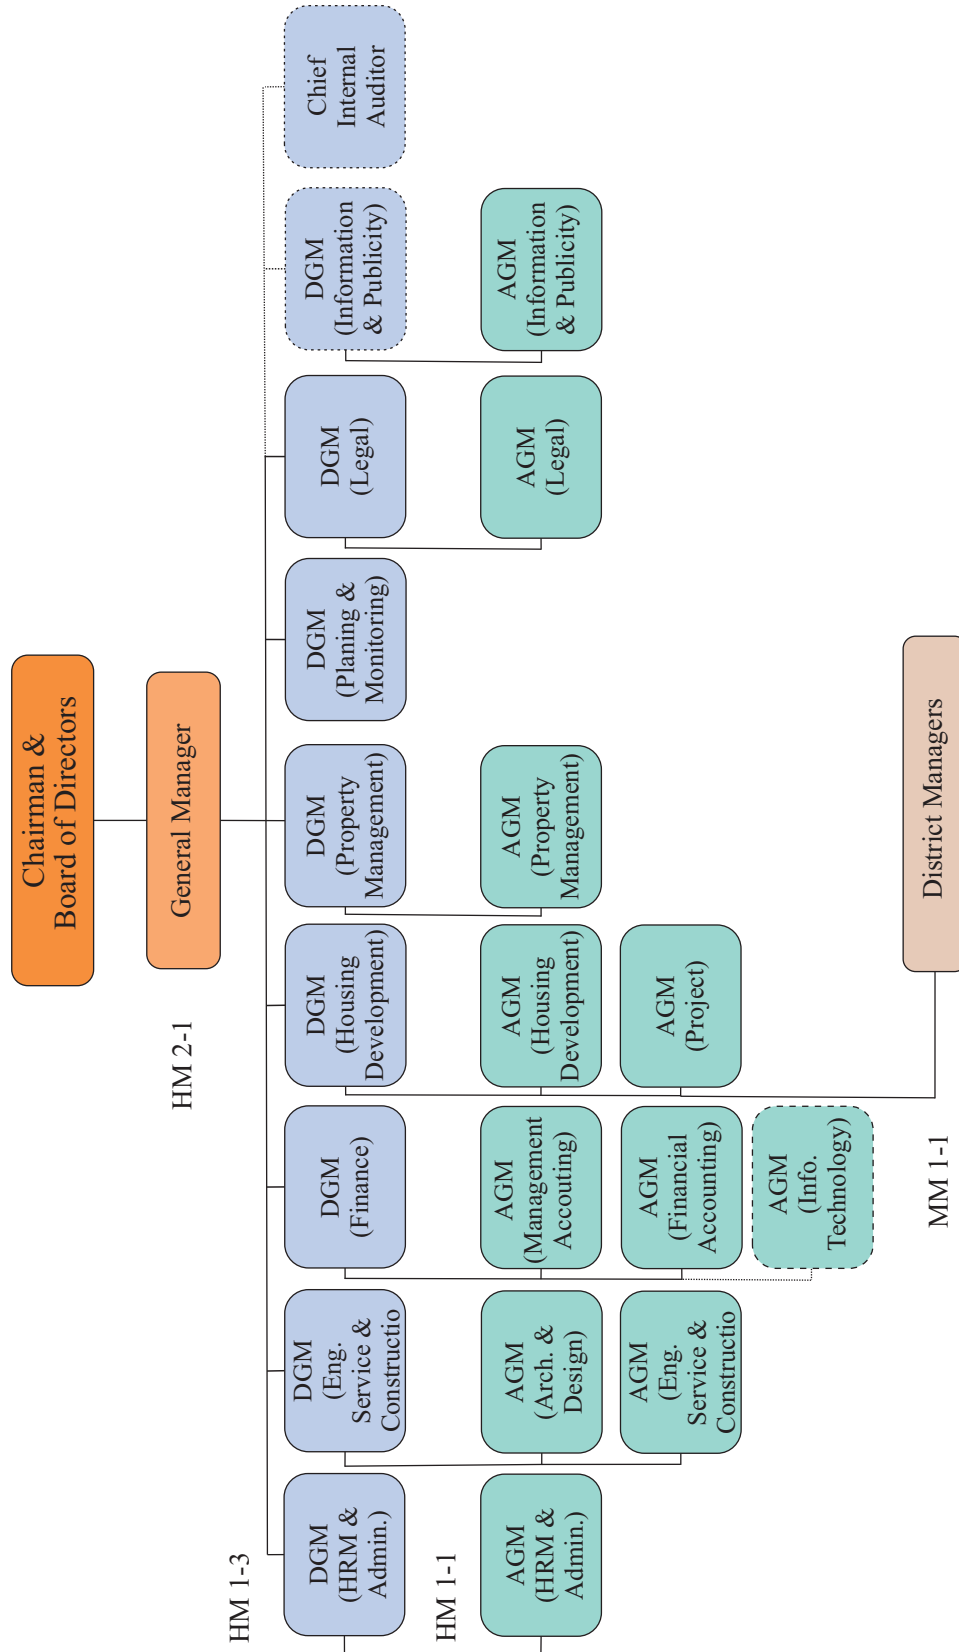 Chairman &
Board of Directors
General Manager
HM 2-1
HM 1-3
DGM
(HRM &
Admin.)
DGM
(Eng.
Service &
Constructio
DGM
(Finance)
DGM
(Housing
Development)
DGM
(Property
Management)
DGM
(Planing &
Monitoring)
DGM
(Legal)
DGM
(Information
& Publicity)
Chief
Internal
Auditor
HM 1-1
AGM
(HRM &
Admin.)
AGM
(Arch. &
Design)
AGM
(Management
Accouting)
AGM
(Housing
Development)
AGM
(Property
Management)
AGM
(Legal)
AGM
(Information
& Publicity)
AGM
(Eng.
Service &
Constructio
AGM
(Financial
Accounting)
AGM
(Project)
AGM
(Info.
Technology)
MM 1-1
District Managers